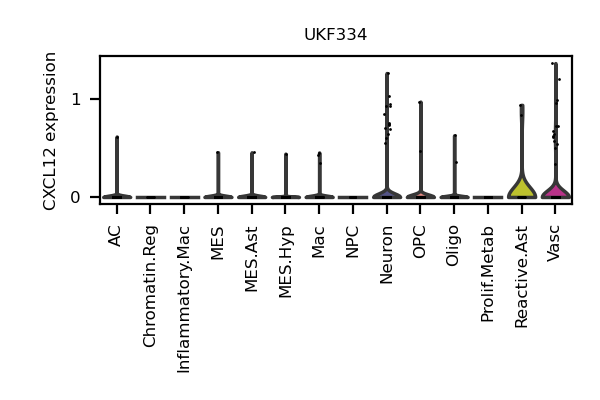 UKF334
CXCL12 expression
1
0
AC
Chromatin.Reg
Inflammatory.Mac
MES
MES.Ast
MES.Hyp
Mac
NPC
Neuron
OPC
Oligo
Prolif.Metab
Reactive.Ast
Vasc